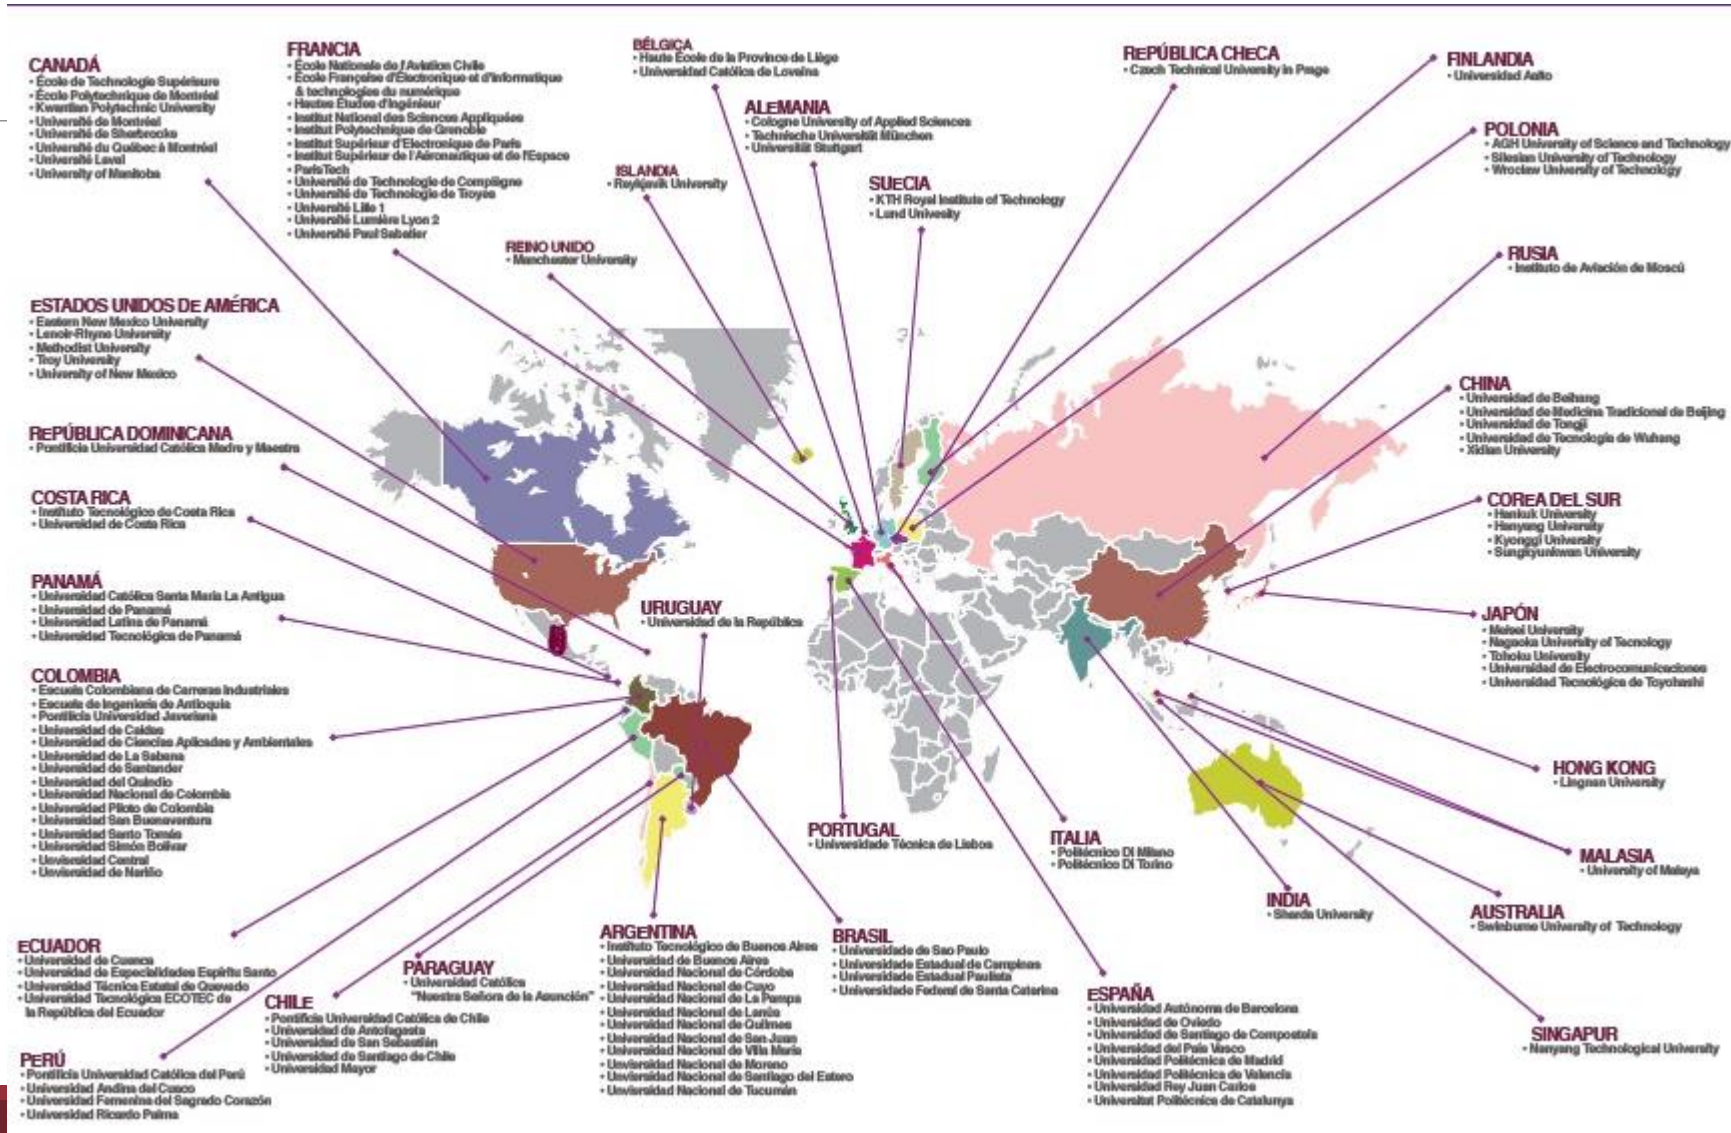 CANADÁ
• École de Technologie Supérieure
• École Polytechnique de Montréal
• Kwantlen Polytechnic University
• Université de Montréal
• Université de Sherbrooke
• Université du Québec à Montréal
• Université Laval
• University of Manitoba
FRANCIA
• École Nationale de l'Aviation Civile
• École Française d'Électronique et d'Informatique
& technologies du numérique
• Hautes Études d'Ingénieur
• Institut National des Sciences Appliquées
• Institut Polytechnique de Grenoble
• Institut Supérieur d'Electronique de Paris
• Institut Supérieur de l'Aéronautique et de l'Espace
• ParisTech
• Université de Technologie de Compiègne
• Université de Technologie de Troyes
• Université Lille 1
• Université Lumière Lyon 2
• Université Paul Sabatier
BÉLGICA
• Haute École de la Province de Liège
• Universidad Católica de Lovaina
ALEMANIA
• Cologne University of Applied Sciences
• Technische Universität München
• Universität Stuttgart
ISLANDIA
• Reykjavik University
SUECIA
• KTH Royal Institute of Technology
• Lund Univesity
REINO UNIDO
• Manchester University
REPÚBLICA CHECA
• Czech Technical University in Prage
FINLANDIA
• Universidad Aalto
POLONIA
• AGH University of Science and Technology
• Silesian University of Technology
• Wroclaw University of Technology
RUSIA
• Instituto de Aviación de Moscú
ESTADOS UNIDOS DE AMÉRICA
• Eastern New Mexico University
• Lenoir-Rhyne University
• Methodist University
• Troy University
• University of New Mexico
CHINA
• Universidad de Beihang
• Universidad de Medicina Tradicional de Beijing
• Universidad de Tongji
• Universidad de Tecnología de Wuhang
• Xidian University
REPÚBLICA DOMINICANA
• Pontificia Universidad Católica Madre y Maestra
COSTA RICA
• Instituto Tecnológico de Costa Rica
• Universidad de Costa Rica
COREA DEL SUR
• Hankuk University
• Hanyang University
• Kyonggi University
• Sungkyunkwan University
PANAMÁ
• Universidad Católica Santa María La Antigua
• Universidad de Panamá
• Universidad Latina de Panamá
• Universidad Tecnológica de Panamá
URUGUAY
• Universidad de la República
JAPÓN
• Meisei University
• Nagaoka University of Tecnology
• Tohoku University
• Universidad de Electrocomunicaciones
• Universidad Tecnológica de Toyohashi
COLOMBIA
• Escuela Colombiana de Carreras Industriales
• Escuela de Ingeniería de Antioquia
• Pontificia Universidad Javeriana
• Universidad de Caldas
• Universidad de Ciencias Aplicadas y Ambientales
• Universidad de La Sabana
• Universidad de Santander
• Universidad del Quindío
• Universidad Nacional de Colombia
• Universidad Piloto de Colombia
• Universidad San Buenaventura
• Universidad Santo Tomás
• Universidad Simón Bolívar
• Unviersidad Central
• Unviersidad de Nariño
HONG KONG
• Lingnan University
PORTUGAL
• Universidade Técnica de Lisboa
ITALIA
• Politécnico Di Milano
• Politécnico Di Torino
MALASIA
• University of Malaya
INDIA
• Sharda University
AUSTRALIA
• Swinburne University of Technology
ECUADOR
• Universidad de Cuenca
• Universidad de Especialidades Espíritu Santo
• Universidad Técnica Estatal de Quevedo
• Universidad Tecnológica ECOTEC de
la República del Ecuador
PARAGUAY
• Universidad Católica
"Nuestra Señora de la Asunción"
ARGENTINA
• Instituto Tecnológico de Buenos Aires
• Universidad de Buenos Aires
• Universidad Nacional de Córdoba
• Universidad Nacional de Cuyo
• Universidad Nacional de La Pampa
• Universidad Nacional de Lanús
• Universidad Nacional de Quilmes
• Universidad Nacional de San Juan
• Universidad Nacional de Villa María
• Unviersidad Nacional de Moreno
• Unviersidad Nacional de Santiago del Estero
• Unviersidad Nacional de Tucumán
BRASIL
• Universidade de Sao Paulo
• Universidade Estadual de Campinas
• Universidade Estadual Paulista
• Universidade Federal de Santa Catarina
CHILE
• Pontificia Universidad Católica de Chile
• Universidad de Antofagasta
• Universidad de San Sebastián
• Universidad de Santiago de Chile
• Universidad Mayor
ESPAÑA
• Universidad Autónoma de Barcelona
• Universidad de Oviedo
• Universidad de Santiago de Compostela
• Universidad del País Vasco
• Universidad Politécnica de Madrid
• Universidad Politécnica de Valencia
• Universidad Rey Juan Carlos
• Universitat Politécnica de Catalunya
SINGAPUR
• Nanyang Technological University
PERÚ
• Pontificia Universidad Católica del Perú
• Universidad Andina del Cusco
• Universidad Femenina del Sagrado Corazón
• Universidad Ricardo Palma